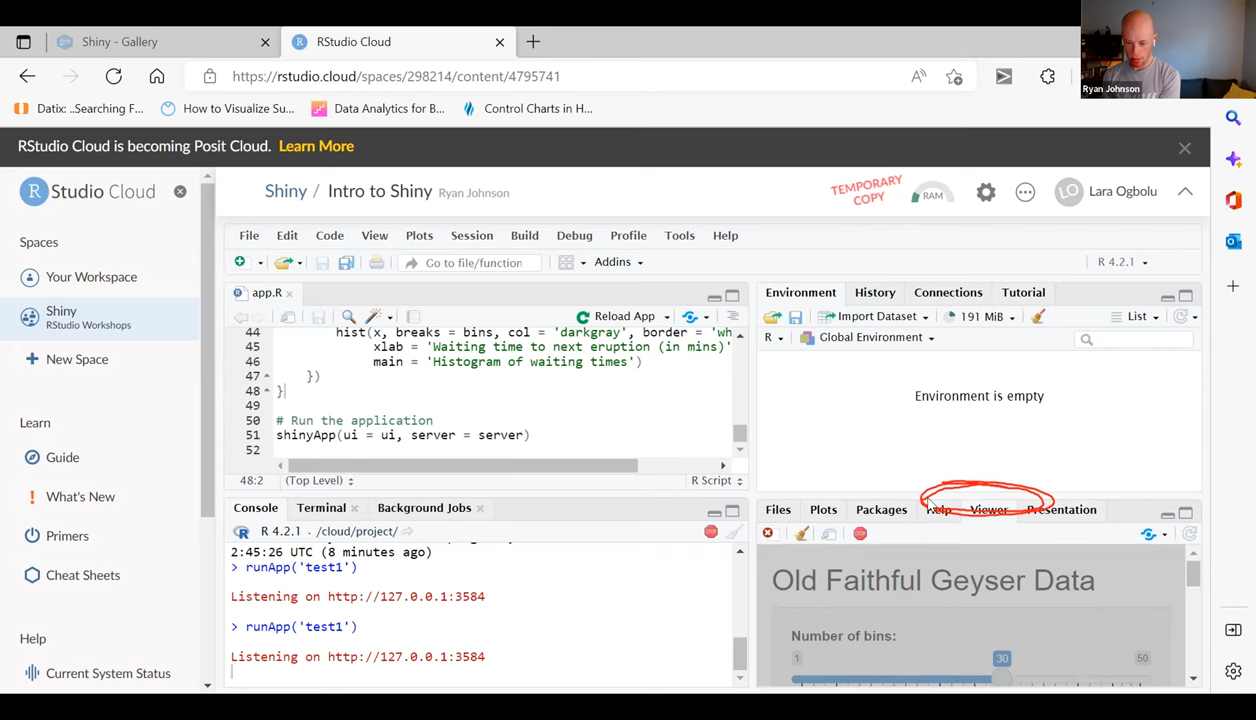 Shiny - Gallery
RStudio Cloud
https://rstudio.cloud/spaces/298214/content/4795741
Ryan Johnson
Datix: ..Searching F...
How to Visualize Su...
Data Analytics for B...
Control Charts in H...
RStudio Cloud is becoming Posit Cloud. Learn More
R Studio Cloud
Shiny / Intro to Shiny Ryan Johnson
TEMPORARY COPY
RAM
LO Lara Ogbolu
Spaces
Your Workspace
Shiny
RStudio Workshops
New Space
Learn
Guide
What's New
Primers
Cheat Sheets
Help
Current System Status
File Edit Code View Plots Session Build Debug Profile Tools Help
Go to file/function
Addins
R 4.2.1
app.R
Reload App
44 hist(x, breaks = bins, col = 'darkgray', border = 'wh
45 xlab = 'Waiting time to next eruption (in mins)'
46 main = 'Histogram of waiting times')
47 })
48 }
49
50 # Run the application
51 shinyApp(ui = ui, server = server)
52
48:2 (Top Level) R Script
Console Terminal Background Jobs
R 4.2.1 · /cloud/project/
2:45:26 UTC (8 minutes ago)
> runApp('test1')
Listening on http://127.0.0.1:3584
> runApp('test1')
Listening on http://127.0.0.1:3584
Environment History Connections Tutorial
Import Dataset 191 MiB List
R Global Environment
Environment is empty
Files Plots Packages Help Viewer Presentation
Old Faithful Geyser Data
Number of bins:
1 30 50